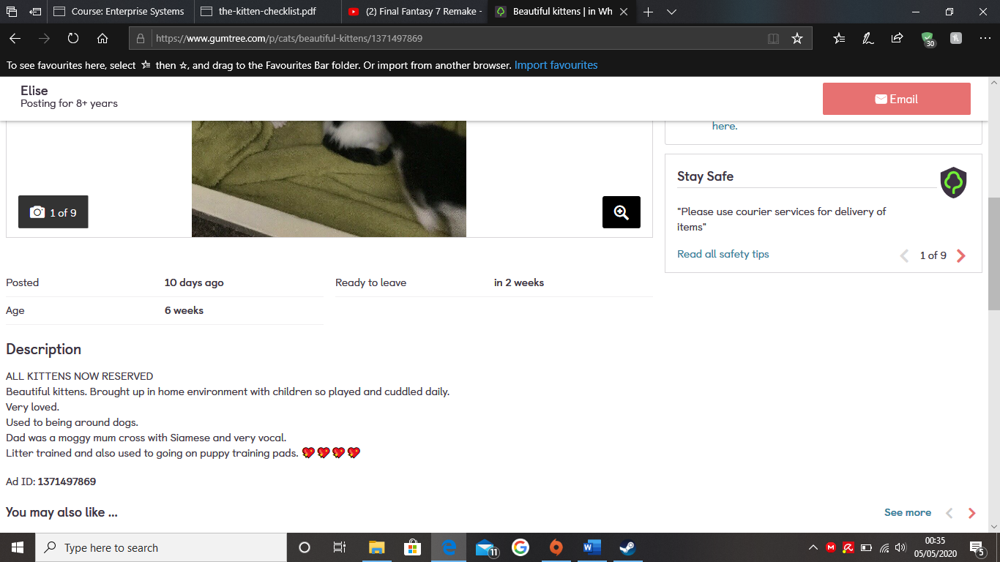 Course: Enterprise Systems
the-kitten-checklist.pdf
(2) Final Fantasy 7 Remake -
Beautiful kittens | in Wh
https://www.gumtree.com/p/cats/beautiful-kittens/1371497869
30
To see favourites here, select then ☆, and drag to the Favourites Bar folder. Or import from another browser. Import favourites
Elise
Posting for 8+ years
Email
here.
1 of 9
Stay Safe
"Please use courier services for delivery of
items"
Read all safety tips
1 of 9
Posted 10 days ago
Ready to leave in 2 weeks
Age 6 weeks
Description
ALL KITTENS NOW RESERVED
Beautiful kittens. Brought up in home environment with children so played and cuddled daily.
Very loved.
Used to being around dogs.
Dad was a moggy mum cross with Siamese and very vocal.
Litter trained and also used to going on puppy training pads. 💖💖💖💖
Ad ID: 1371497869
You may also like ...
See more
Type here to search
11
00:35
05/05/2020
5